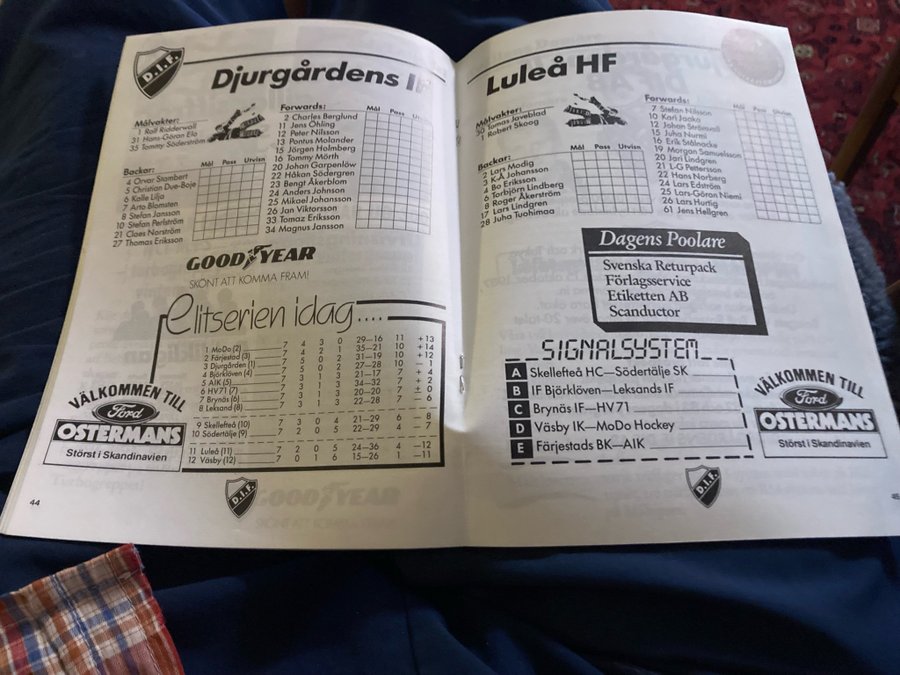 D.I.F.
Djurgårdens IF
Målvakter:
1 Rolf Ridderwall
31 Hans-Göran Elo
35 Tommy Söderström
Backar:
Mål Pass Utvisn
4 Orvar Stambert
5 Christian Due-Boje
6 Kalle Lilja
7 Arto Blomsten
8 Stefan Jansson
10 Stefan Perlström
21 Claes Norström
27 Thomas Eriksson
Forwards:
Mål Pass
2 Charles Berglund
11 Jens Öhling
12 Peter Nilsson
13 Pontus Molander
15 Jörgen Holmberg
16 Tommy Mörth
20 Johan Garpenlöw
22 Håkan Södergren
23 Bengt Åkerblom
24 Anders Johnson
25 Mikael Johansson
26 Jan Viktorsson
33 Tomaz Eriksson
34 Magnus Jansson
GOODYEAR
SKÖNT ATT KOMMA FRAM!
elitserien idag....
1 MoDo (2) 7 4 3 0 29—16 11 +13
2 Färjestad (3) 7 4 2 1 35—21 10 +14
3 Djurgården (1) 7 5 0 2 31—19 10 +12
4 Björklöven (4) 7 5 0 2 27—28 10 — 1
5 AIK (5) 7 3 1 3 21—17 7 + 4
6 HV71 (7) 7 3 1 3 34—32 7 + 2
7 Brynäs (6) 7 3 1 3 20—20 7 ± 0
8 Leksand (8) 7 3 1 3 22—28 7 — 6
9 Skellefteå (10) 7 3 0 4 21—29 6 — 8
10 Södertälje (9) 7 2 0 5 22—29 4 — 7
11 Luleå (11) 7 2 0 5 24—36 4 —12
12 Väsby (12) 7 0 1 6 15—26 1 —11
VÄLKOMMEN TILL
Ford
OSTERMANS
Störst i Skandinavien
44
D.I.F.
Luleå HF
Målvakter:
30 Tomas Javeblad
1 Robert Skoog
Backar:
Mål Pass Utvisn
2 Lars Modig
3 K-Å Johansson
4 Bo Eriksson
6 Torbjörn Lindberg
8 Roger Åkerström
17 Lars Lindgren
28 Juha Tuohimaa
Forwards:
Mål Pass Utvisn
7 Stefan Nilsson
10 Kari Jaako
12 Johan Strömvall
15 Juha Nurmi
16 Erik Stålnacke
19 Morgan Samuelsson
20 Jari Lindgren
21 L-G Pettersson
22 Hans Norberg
24 Lars Edström
25 Lars-Göran Niemi
26 Lars Hurtig
61 Jens Hellgren
Dagens Poolare
Svenska Returpack
Förlagsservice
Etiketten AB
Scanductor
SIGNALSYSTEM
A Skellefteå HC—Södertälje SK
B IF Björklöven—Leksands IF
C Brynäs IF—HV71
D Väsby IK—MoDo Hockey
E Färjestads BK—AIK
VÄLKOMMEN TILL
Ford
OSTERMANS
Störst i Skandinavien
D.I.F.